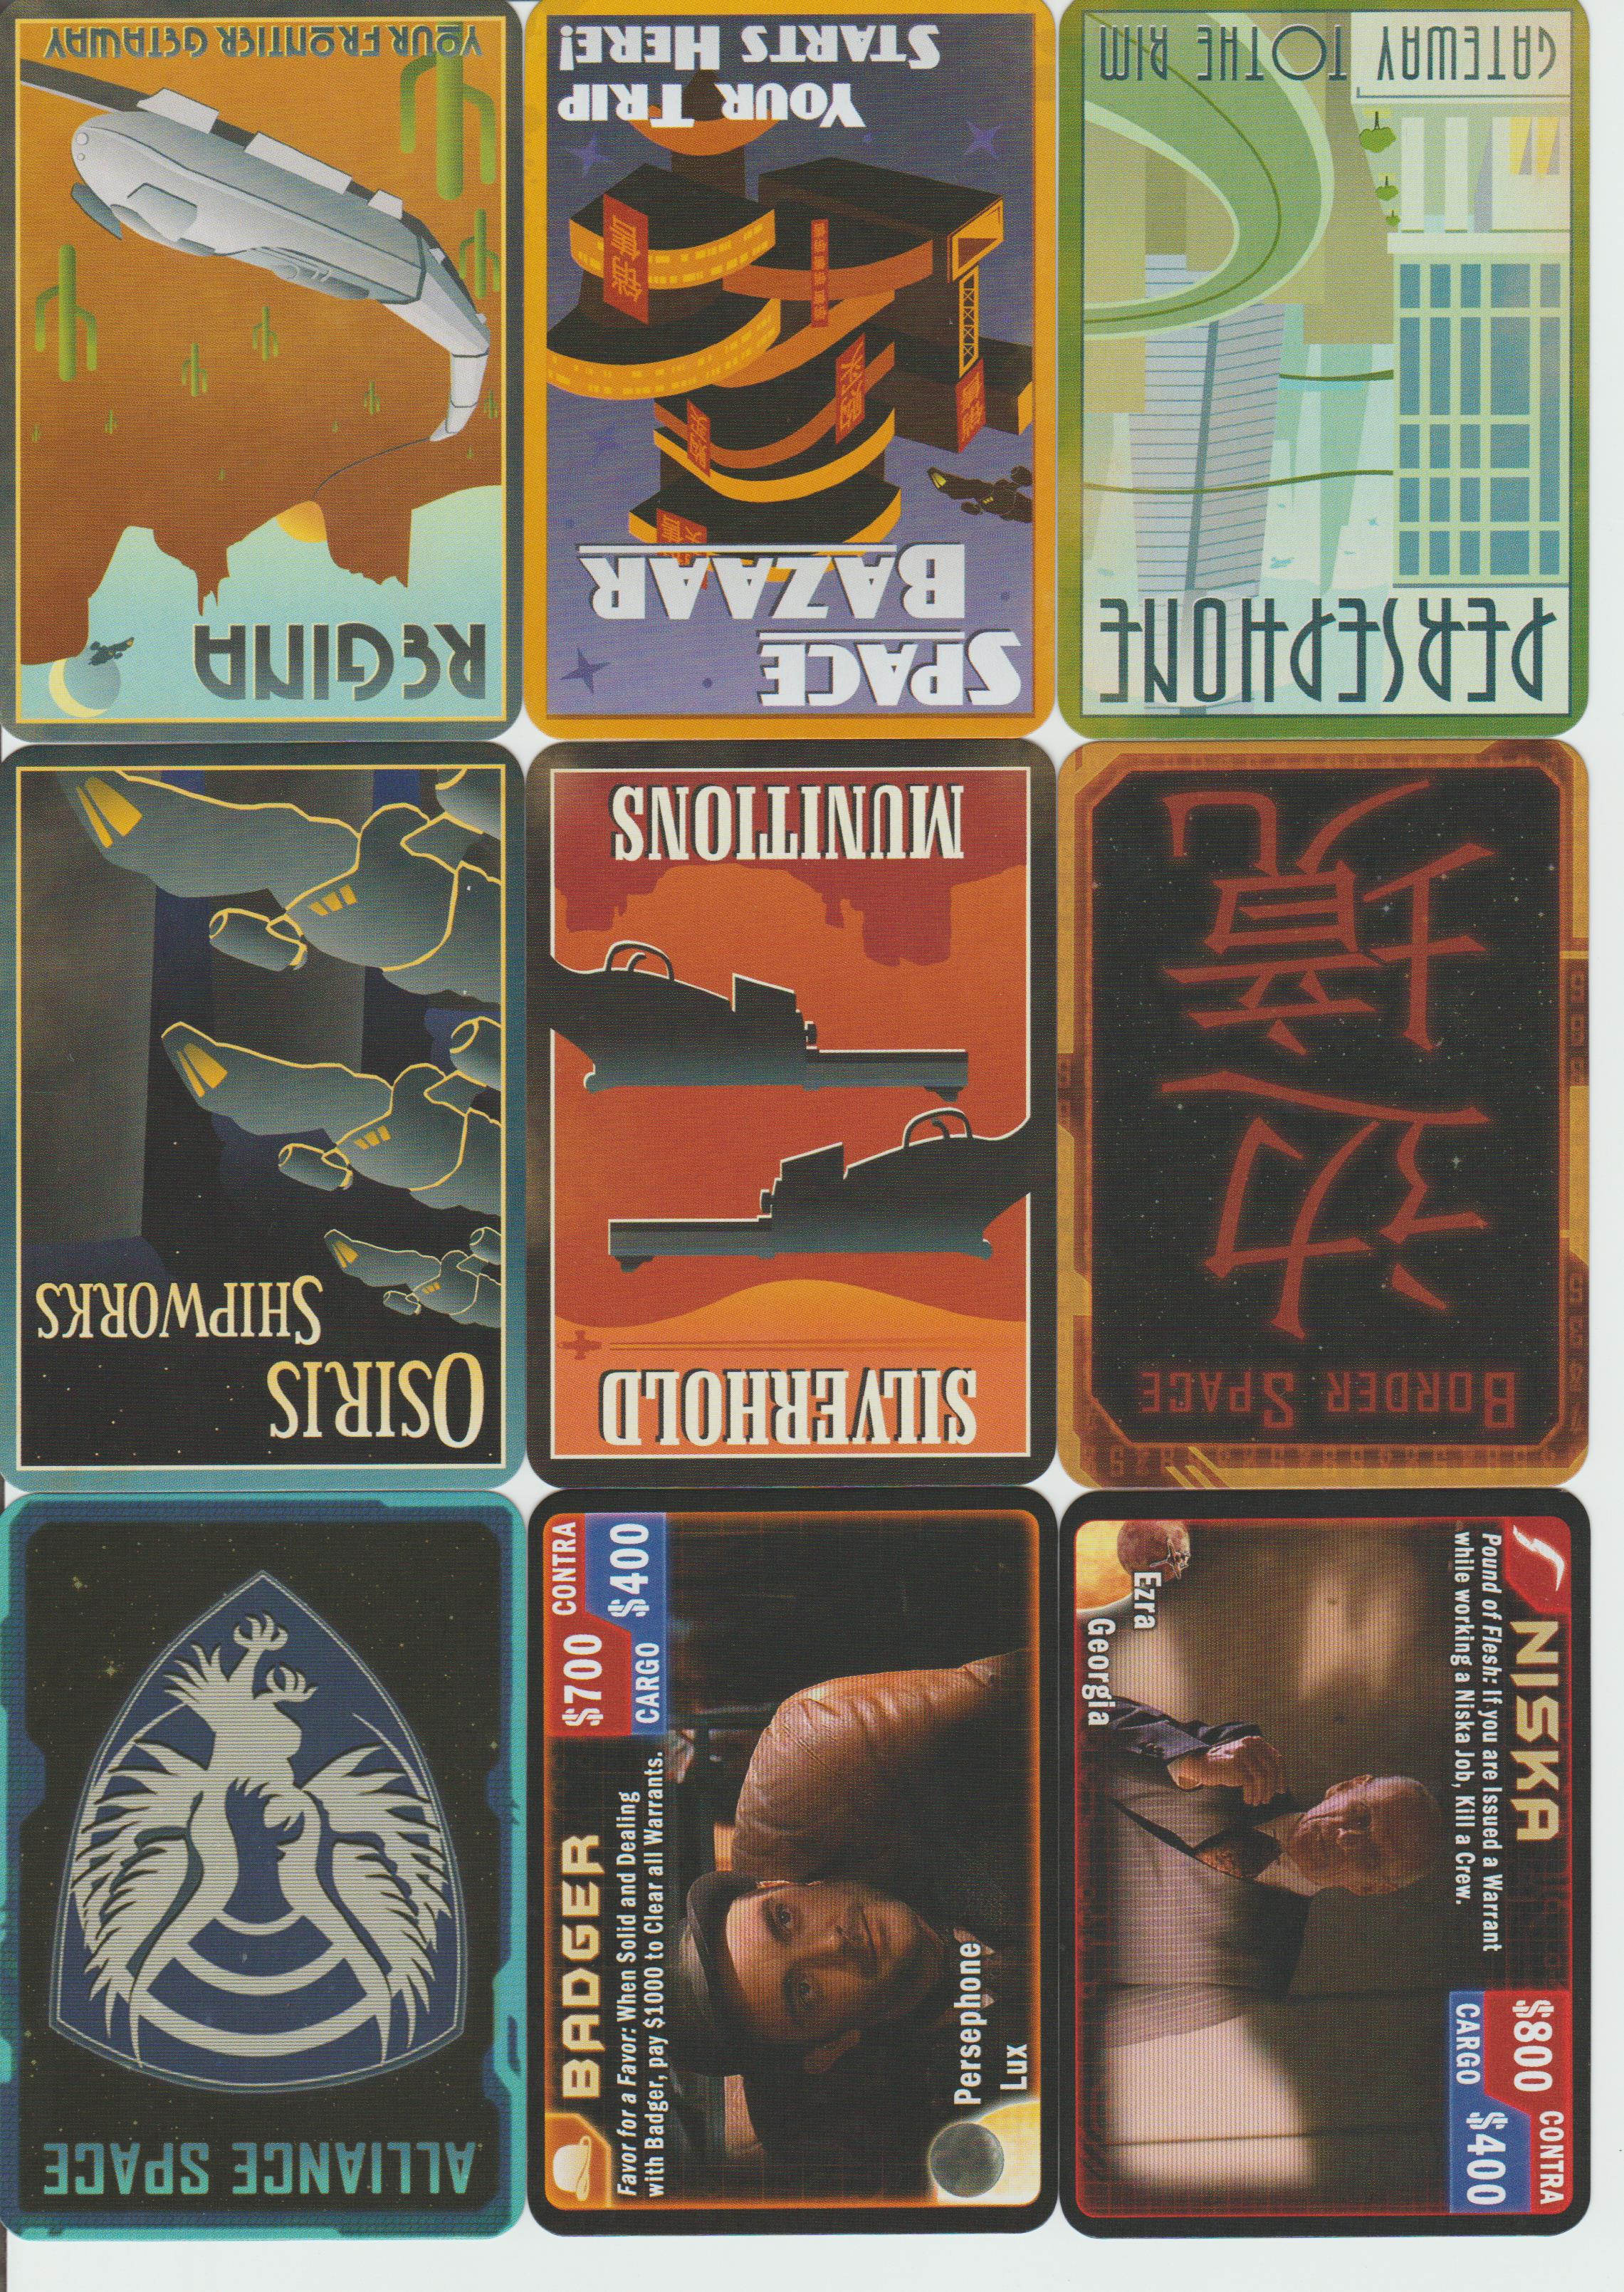 REGINA
YOUR FRONTIER GETAWAY
SPACE
BAZAAR
YOUR TRIP
STARTS HERE!
PERSEPHONE
GATEWAY TO THE RIM
OSIRIS
SHIPWORKS
SILVERHOLD
MUNITIONS
BORDER SPACE
边境
ALLIANCE SPACE
BADGER
Favor for a Favor: When Solid and Dealing
with Badger, pay $1000 to Clear all Warrants.
$700 CONTRA
CARGO $400
Persephone
Lux
NISKA
Pound of Flesh: If you are Issued a Warrant
while working a Niska Job, Kill a Crew.
$800 CONTRA
CARGO $400
Ezra
Georgia